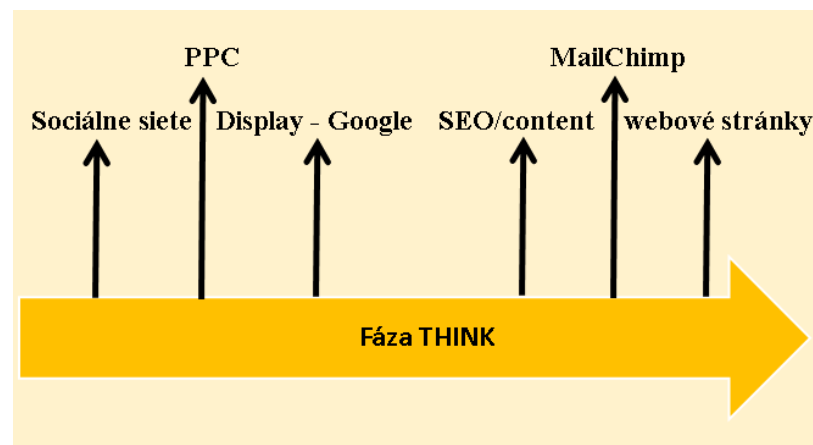 PPC MailChimp
Sociálne siete Display - Google SEO/content webové stránky
Fáza THINK